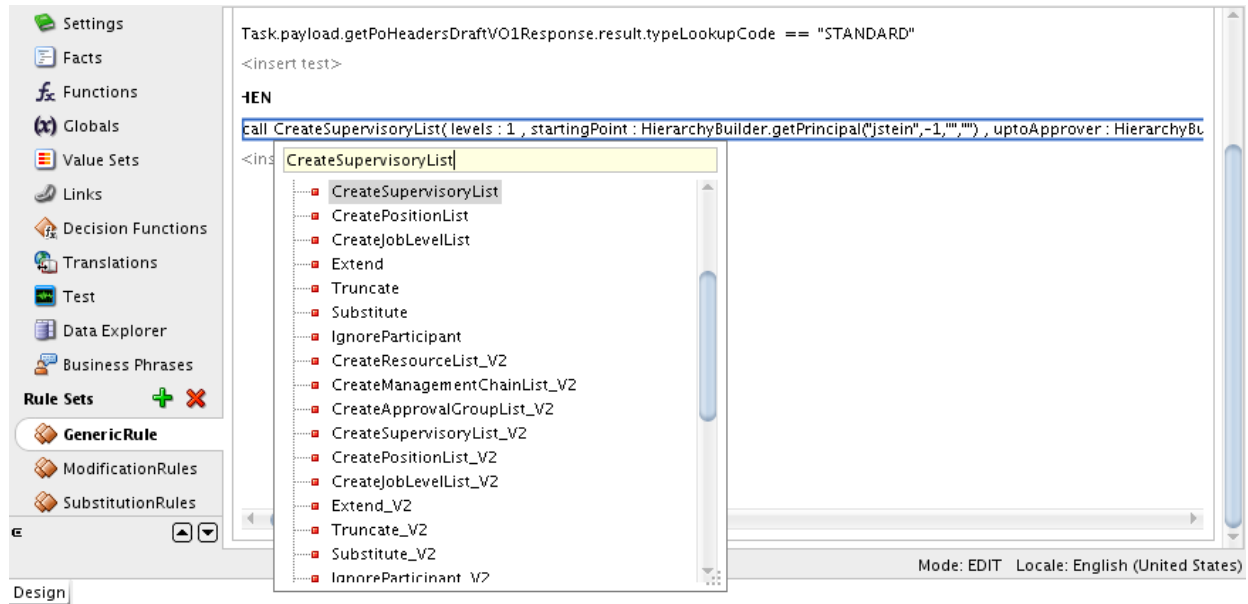 Settings
Facts
Functions
Globals
Value Sets
Links
Decision Functions
Translations
Test
Data Explorer
Business Phrases
Rule Sets
GenericRule
ModificationRules
SubstitutionRules
Task.payload.getPoHeadersDraftVO1Response.result.typeLookupCode == "STANDARD"
<insert test>
HEN
call CreateSupervisoryList( levels : 1 , startingPoint : HierarchyBuilder.getPrincipal("jstein",-1,"","") , uptoApprover : HierarchyBu
<ins
CreateSupervisoryList
CreateSupervisoryList
CreatePositionList
CreateJobLevelList
Extend
Truncate
Substitute
IgnoreParticipant
CreateResourceList_V2
CreateManagementChainList_V2
CreateApprovalGroupList_V2
CreateSupervisoryList_V2
CreatePositionList_V2
CreateJobLevelList_V2
Extend_V2
Truncate_V2
Substitute_V2
IgnoreParticipant_V2
Mode: EDIT Locale: English (United States)
Design